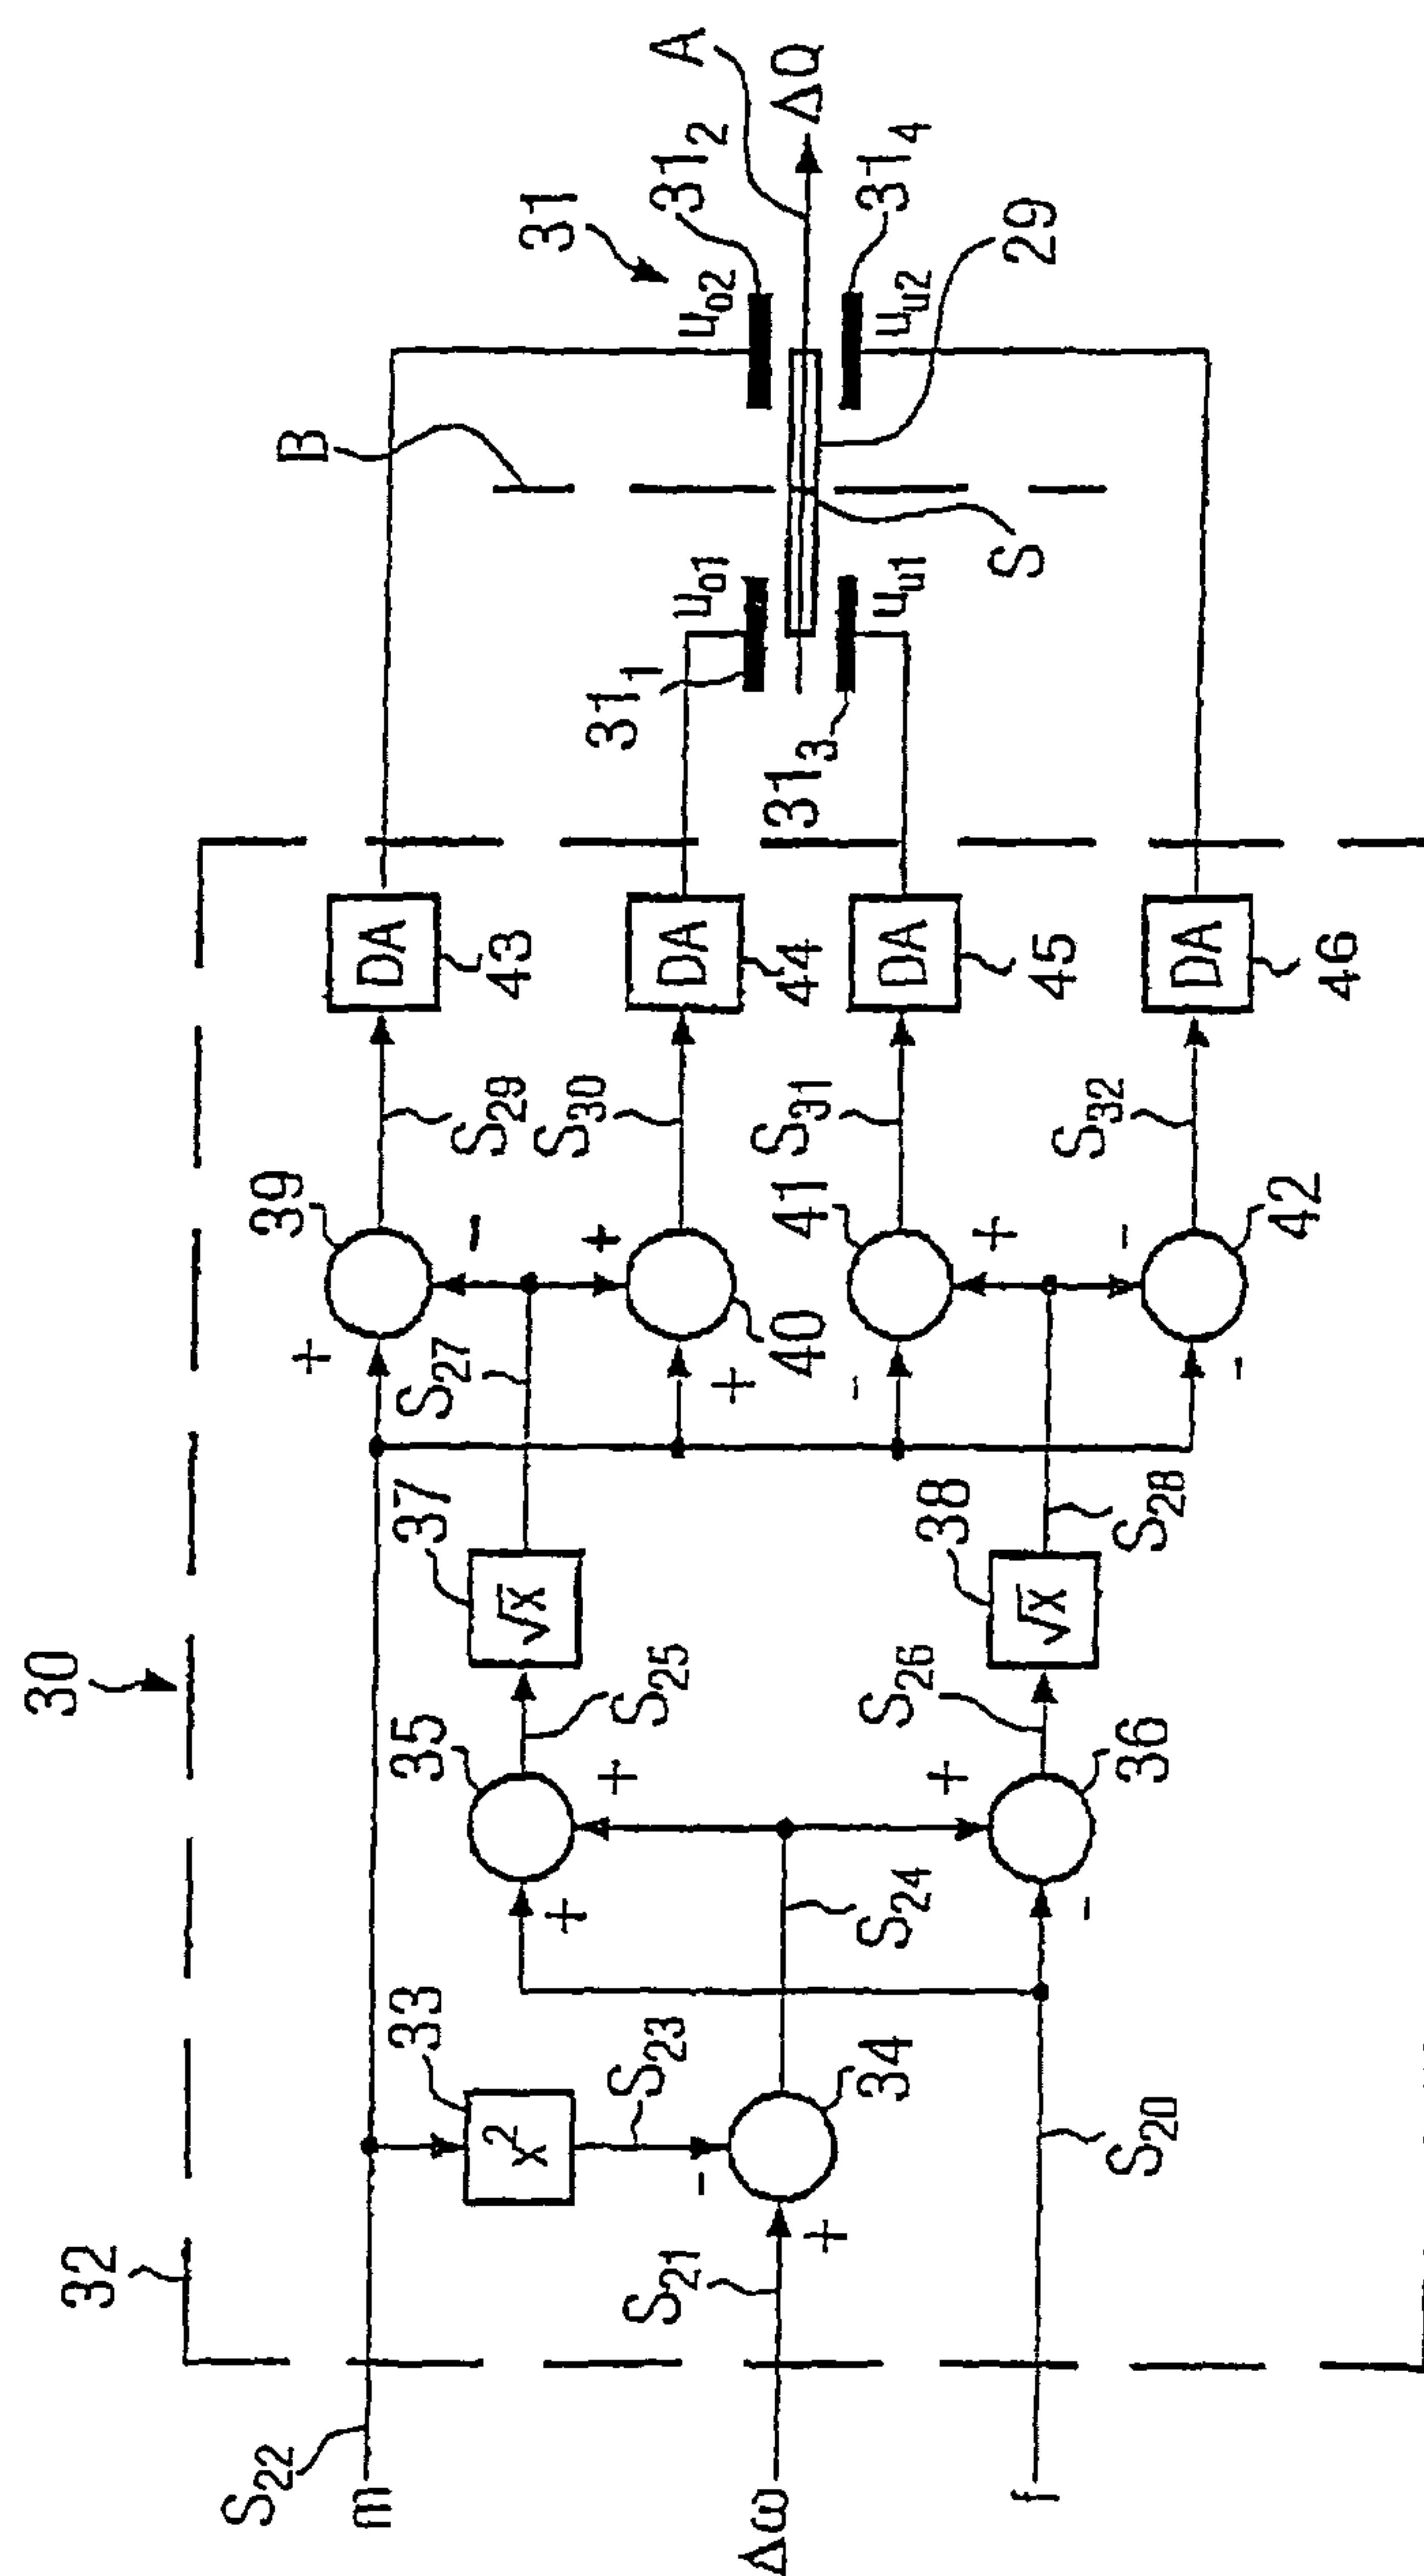 30
32
S22
m
Δω
f
S21
S20
33
x²
S23
34
S24
35
36
S25
S26
37
√x
38
√x
S27
S28
39
40
41
42
S29
S30
S31
S32
DA
43
DA
44
DA
45
DA
46
+
-
+
+
+
-
+
-
+
+
-
+
-
-
31
31₁
31₂
31₃
31₄
uo1
uo2
uu1
uu2
B
S
29
A
ΔQ